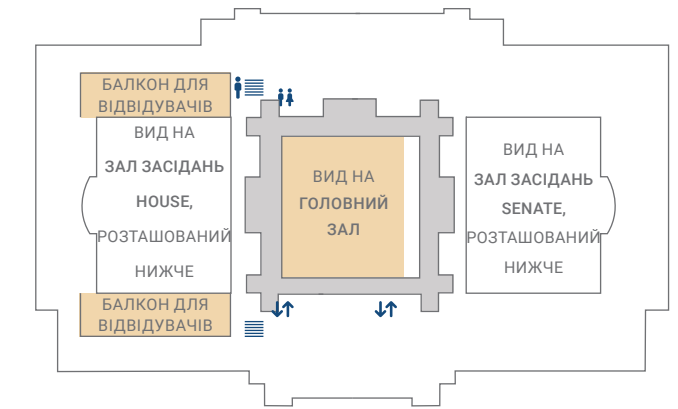 БАЛКОН ДЛЯ
ВІДВІДУВАЧІВ
ВИД НА
ЗАЛ ЗАСІДАНЬ
HOUSE,
РОЗТАШОВАНИЙ
НИЖЧЕ
БАЛКОН ДЛЯ
ВІДВІДУВАЧІВ
ВИД НА
ГОЛОВНИЙ
ЗАЛ
ВИД НА
ЗАЛ ЗАСІДАНЬ
SENATE,
РОЗТАШОВАНИЙ
НИЖЧЕ